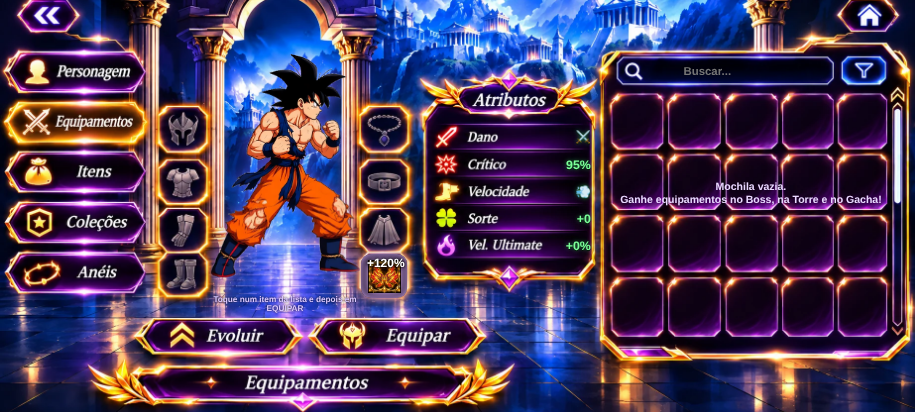 Personagem
Equipamentos
Itens
Coleções
Anéis
+120%
Toque num item da lista e depois em
EQUIPAR
Evoluir
Equipar
Equipamentos
Atributos
Dano
Crítico
95%
Velocidade
Sorte
+0
Vel. Ultimate
+0%
Buscar...
Mochila vazia.
Ganhe equipamentos no Boss, na Torre e no Gacha!